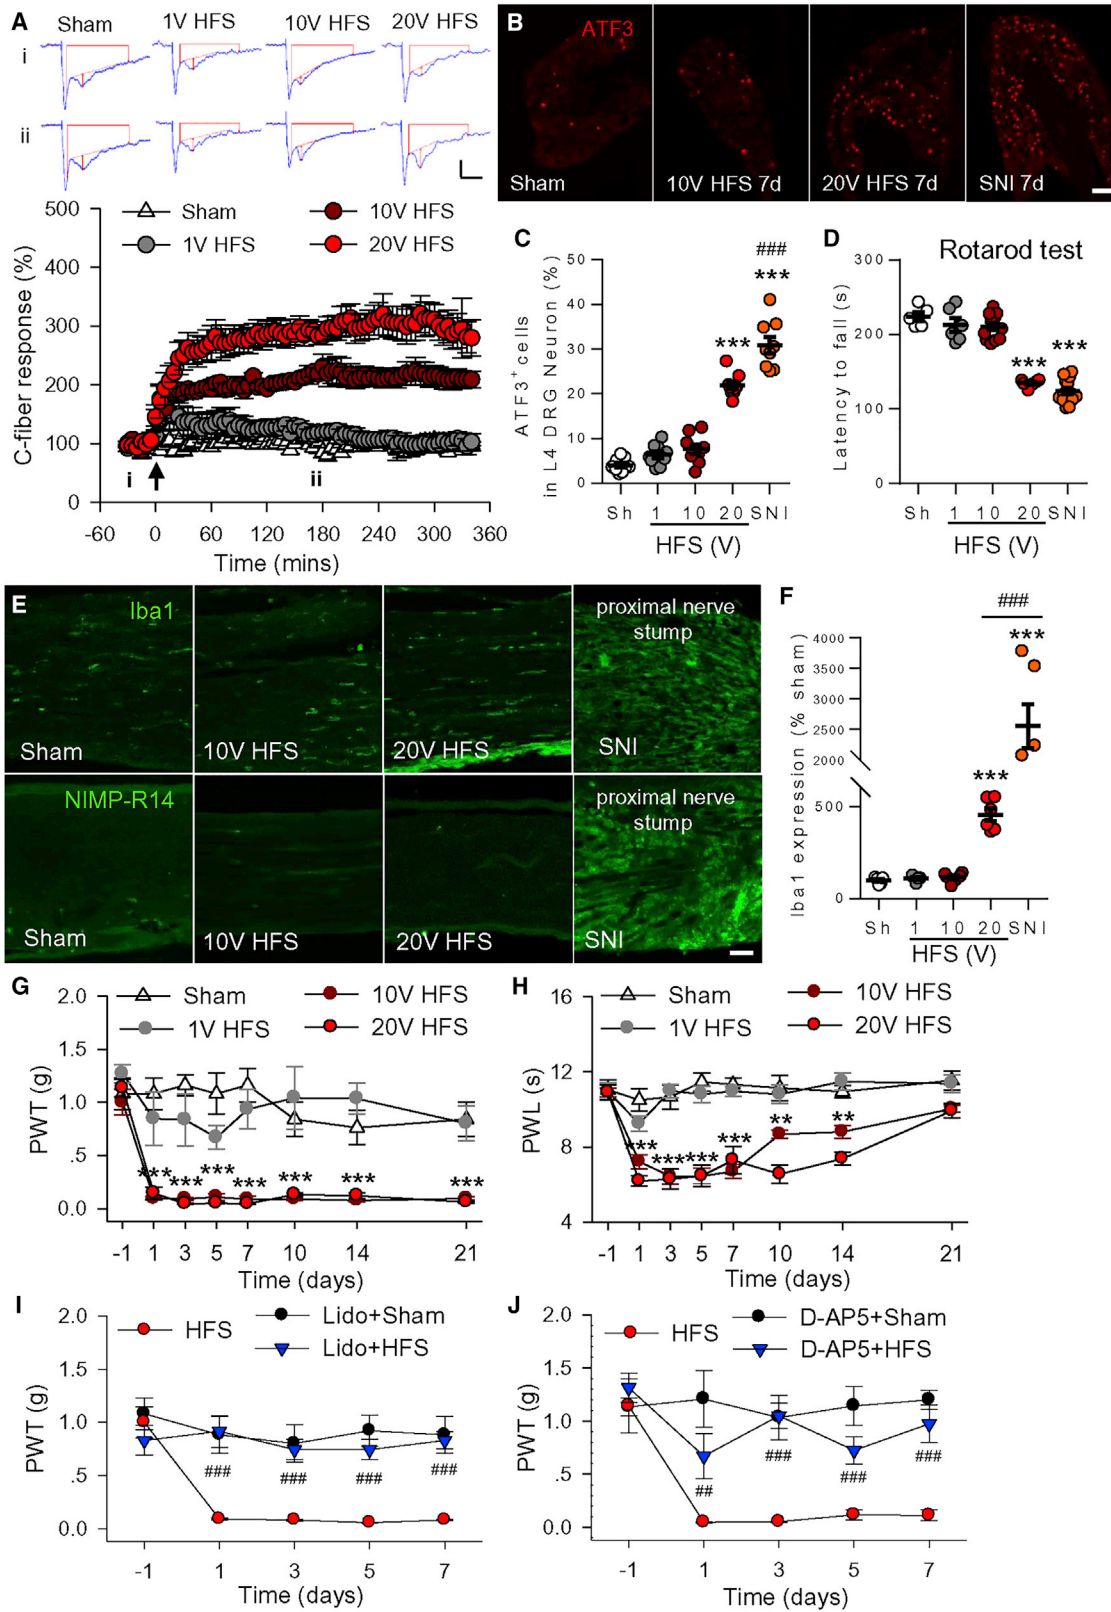 A
Sham 1V HFS 10V HFS 20V HFS
i
ii
C-fiber response (%)
500
400
300
200
100
0
Sham 10V HFS
1V HFS 20V HFS
i ii
-60 0 60 120 180 240 300 360
Time (mins)
B
ATF3
Sham 10V HFS 7d 20V HFS 7d SNI 7d
C
ATF3+ cells
in L4 DRG Neuron (%)
50
40
30
20
10
0
###
***
***
Sh 1 10 20 SNI
HFS (V)
D
Rotarod test
Latency to fall (s)
300
200
100
0
***
***
Sh 1 10 20 SNI
HFS (V)
E
Iba1
proximal nerve
stump
Sham 10V HFS 20V HFS SNI
NIMP-R14
proximal nerve
stump
Sham 10V HFS 20V HFS SNI
F
Iba1 expression (% sham)
4000
3500
3000
2500
2000
500
0
###
***
***
Sh 1 10 20 SNI
HFS (V)
G
Sham 10V HFS
1V HFS 20V HFS
PWT (g)
2.0
1.5
1.0
.5
0.0
*** *** *** *** *** *** ***
-1 1 3 5 7 10 14 21
Time (days)
H
Sham 10V HFS
1V HFS 20V HFS
PWL (s)
16
12
8
4
*** *** *** *** ** **
-1 1 3 5 7 10 14 21
Time (days)
I
HFS Lido+Sham
Lido+HFS
PWT (g)
2.0
1.5
1.0
.5
0.0
### ### ### ###
-1 1 3 5 7
Time (days)
J
HFS D-AP5+Sham
D-AP5+HFS
PWT (g)
2.0
1.5
1.0
.5
0.0
## ### ### ###
-1 1 3 5 7
Time (days)